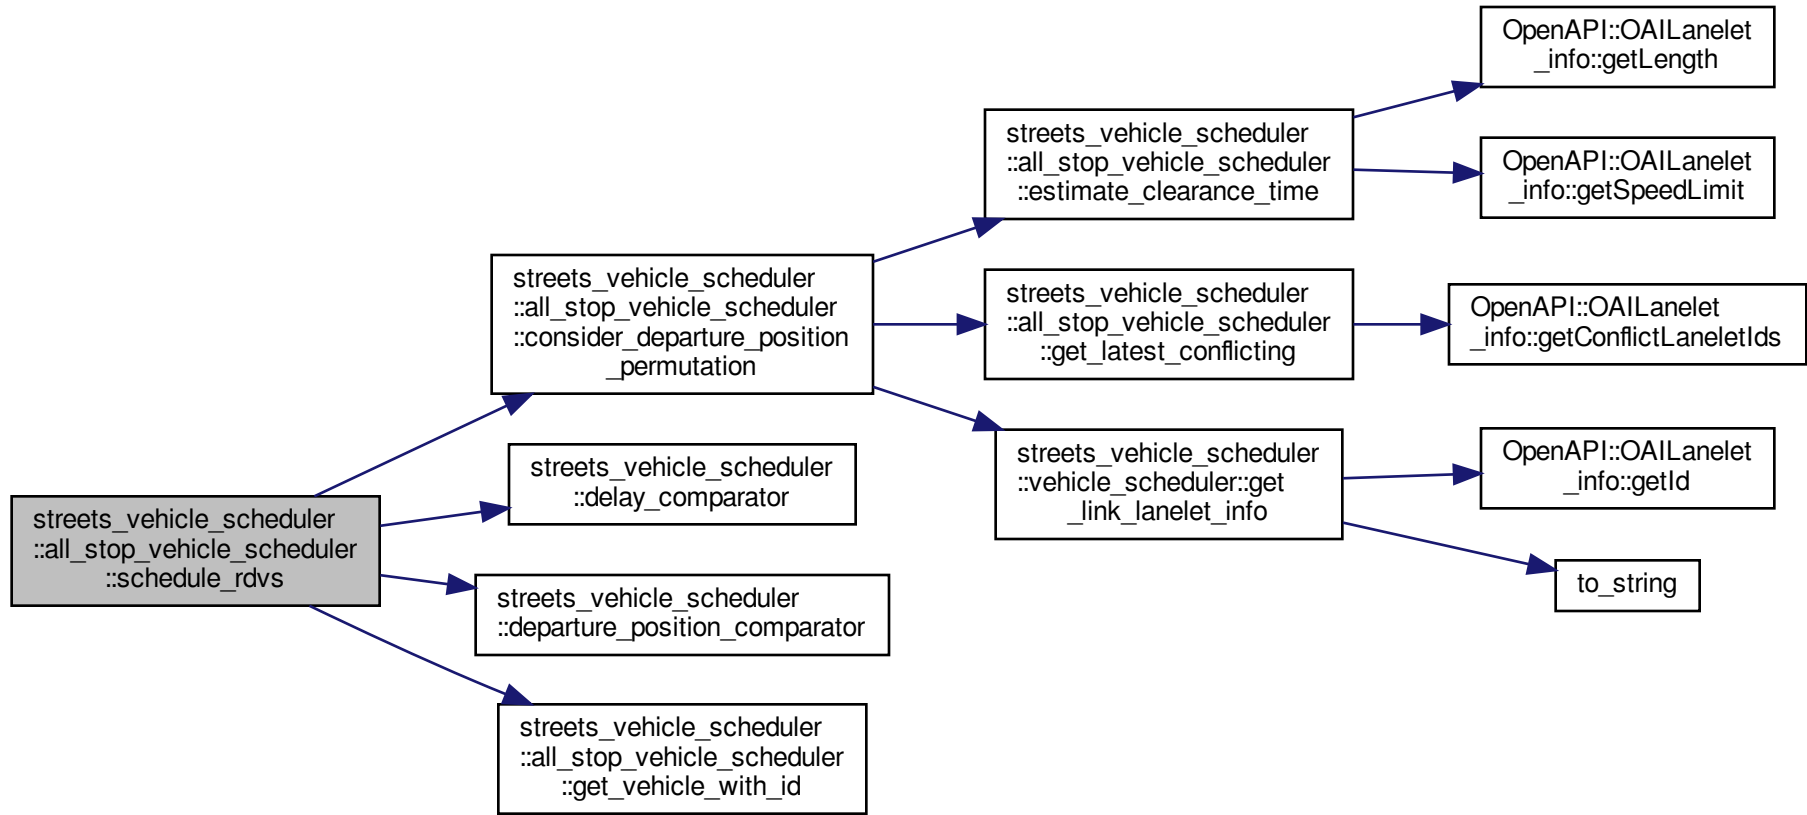 streets_vehicle_scheduler
::all_stop_vehicle_scheduler
::schedule_rdvs
streets_vehicle_scheduler
::all_stop_vehicle_scheduler
::consider_departure_position
_permutation
streets_vehicle_scheduler
::all_stop_vehicle_scheduler
::estimate_clearance_time
OpenAPI::OAILanelet
_info::getLength
OpenAPI::OAILanelet
_info::getSpeedLimit
streets_vehicle_scheduler
::all_stop_vehicle_scheduler
::get_latest_conflicting
OpenAPI::OAILanelet
_info::getConflictLaneletIds
streets_vehicle_scheduler
::vehicle_scheduler::get
_link_lanelet_info
OpenAPI::OAILanelet
_info::getId
to_string
streets_vehicle_scheduler
::delay_comparator
streets_vehicle_scheduler
::departure_position_comparator
streets_vehicle_scheduler
::all_stop_vehicle_scheduler
::get_vehicle_with_id